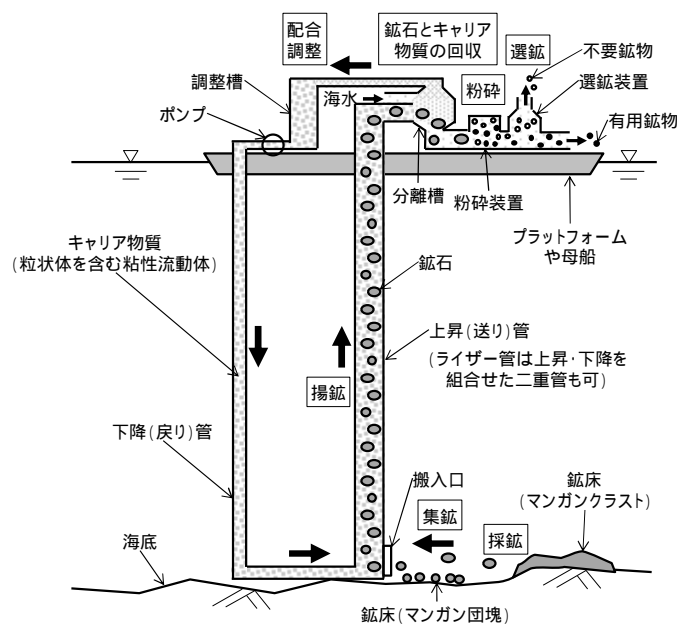 配合
調整
鉱石とキャリア
物質の回収
選鉱
不要鉱物
調整槽
海水
粉砕
選鉱装置
ポンプ
有用鉱物
分離槽
粉砕装置
プラットフォーム
や母船
キャリア物質
(粒状体を含む粘性流動体)
鉱石
上昇(送り)管
(ライザー管は上昇・下降を
組合せた二重管も可)
揚鉱
下降(戻り)管
搬入口
鉱床
(マンガンクラスト)
集鉱
採鉱
海底
鉱床(マンガン団塊)